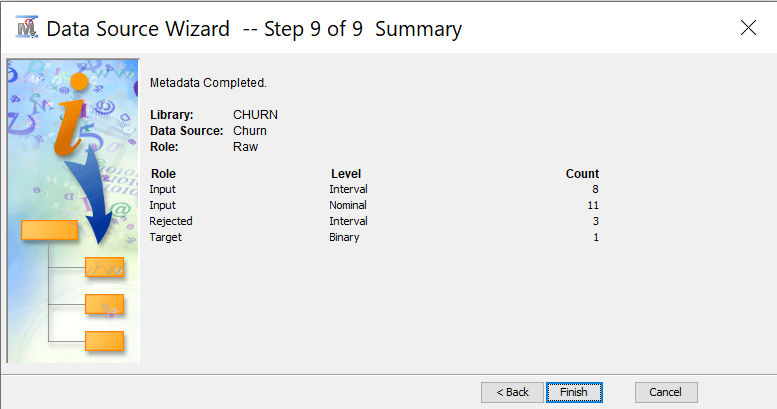 Data Source Wizard -- Step 9 of 9 Summary
Metadata Completed.
Library: CHURN
Data Source: Churn
Role: Raw
Role Level Count
Input Interval 8
Input Nominal 11
Rejected Interval 3
Target Binary 1
< Back Finish Cancel